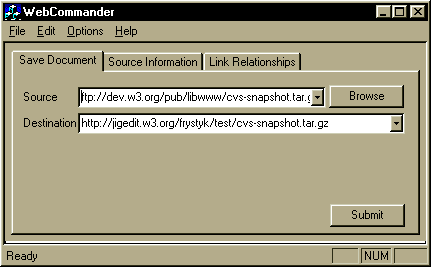 WebCommander
File Edit Options Help
Save Document Source Information Link Relationships
Source ftp://dev.w3.org/pub/libwww/cvs-snapshot.tar.g Browse
Destination http://jigedit.w3.org/frystyk/test/cvs-snapshot.tar.gz
Submit
Ready NUM